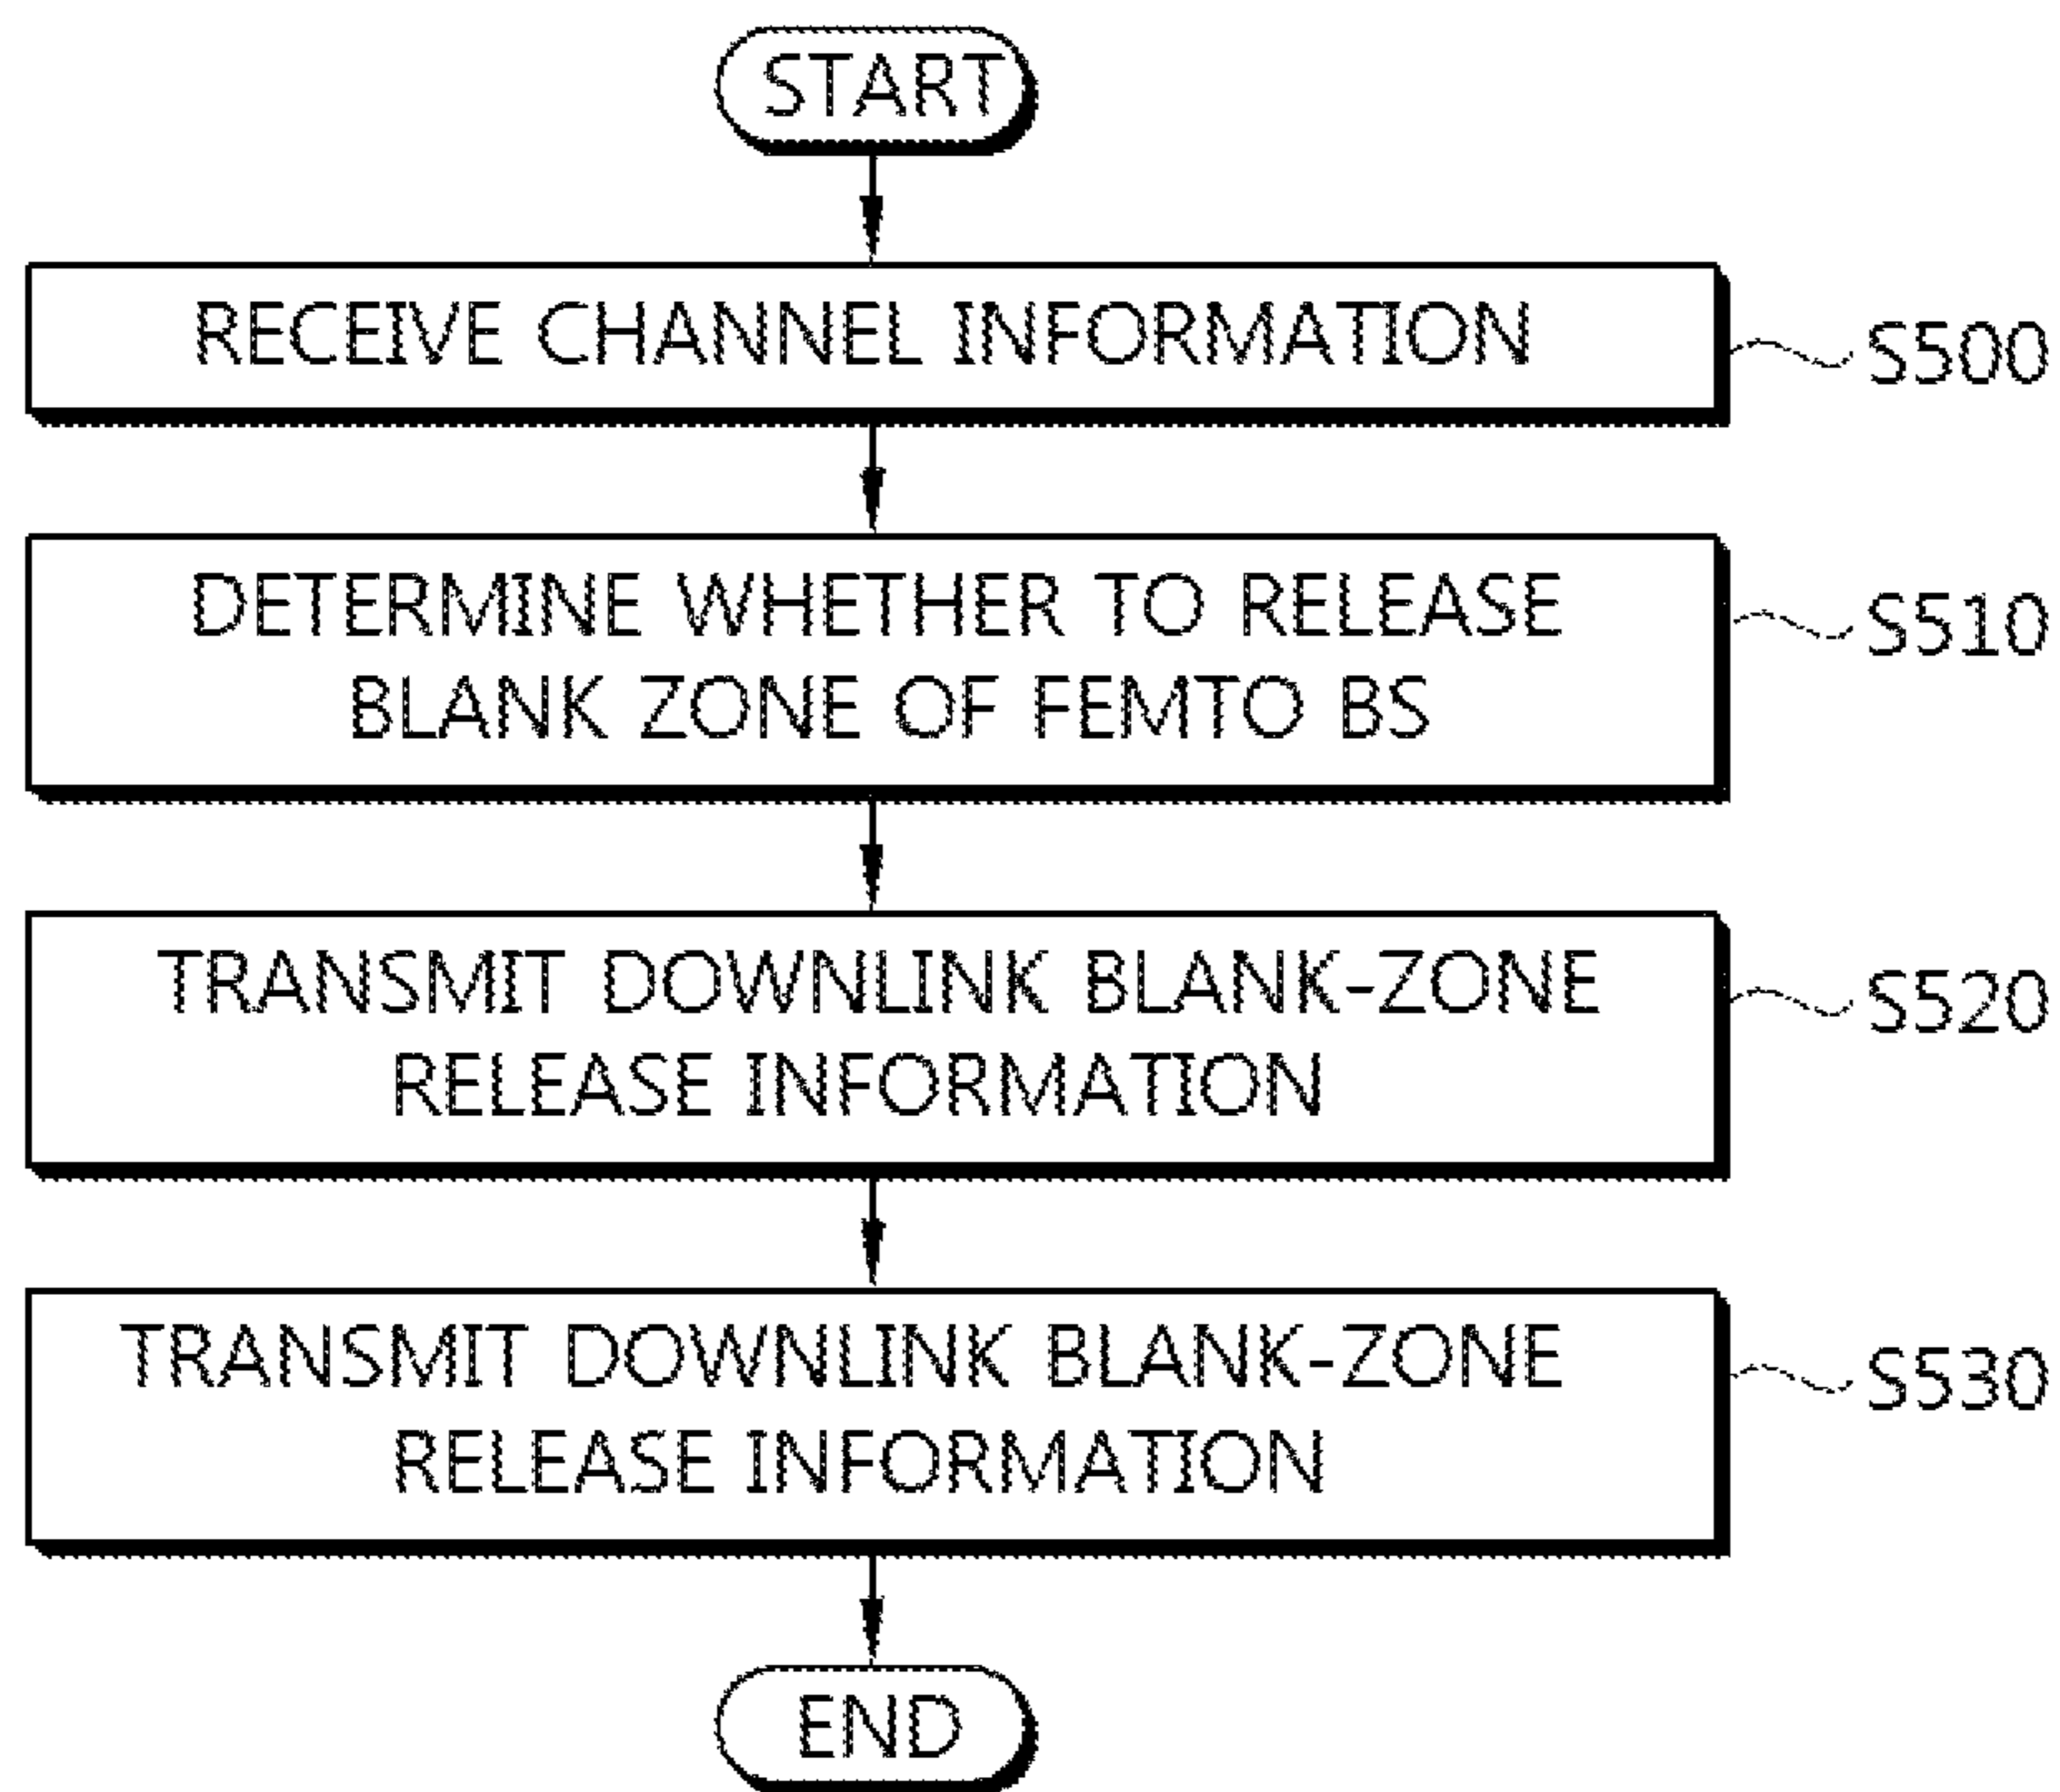 START
RECEIVE CHANNEL INFORMATION
S500
DETERMINE WHETHER TO RELEASE
BLANK ZONE OF FEMTO BS
S510
TRANSMIT DOWNLINK BLANK-ZONE
RELEASE INFORMATION
S520
TRANSMIT DOWNLINK BLANK-ZONE
RELEASE INFORMATION
S530
END